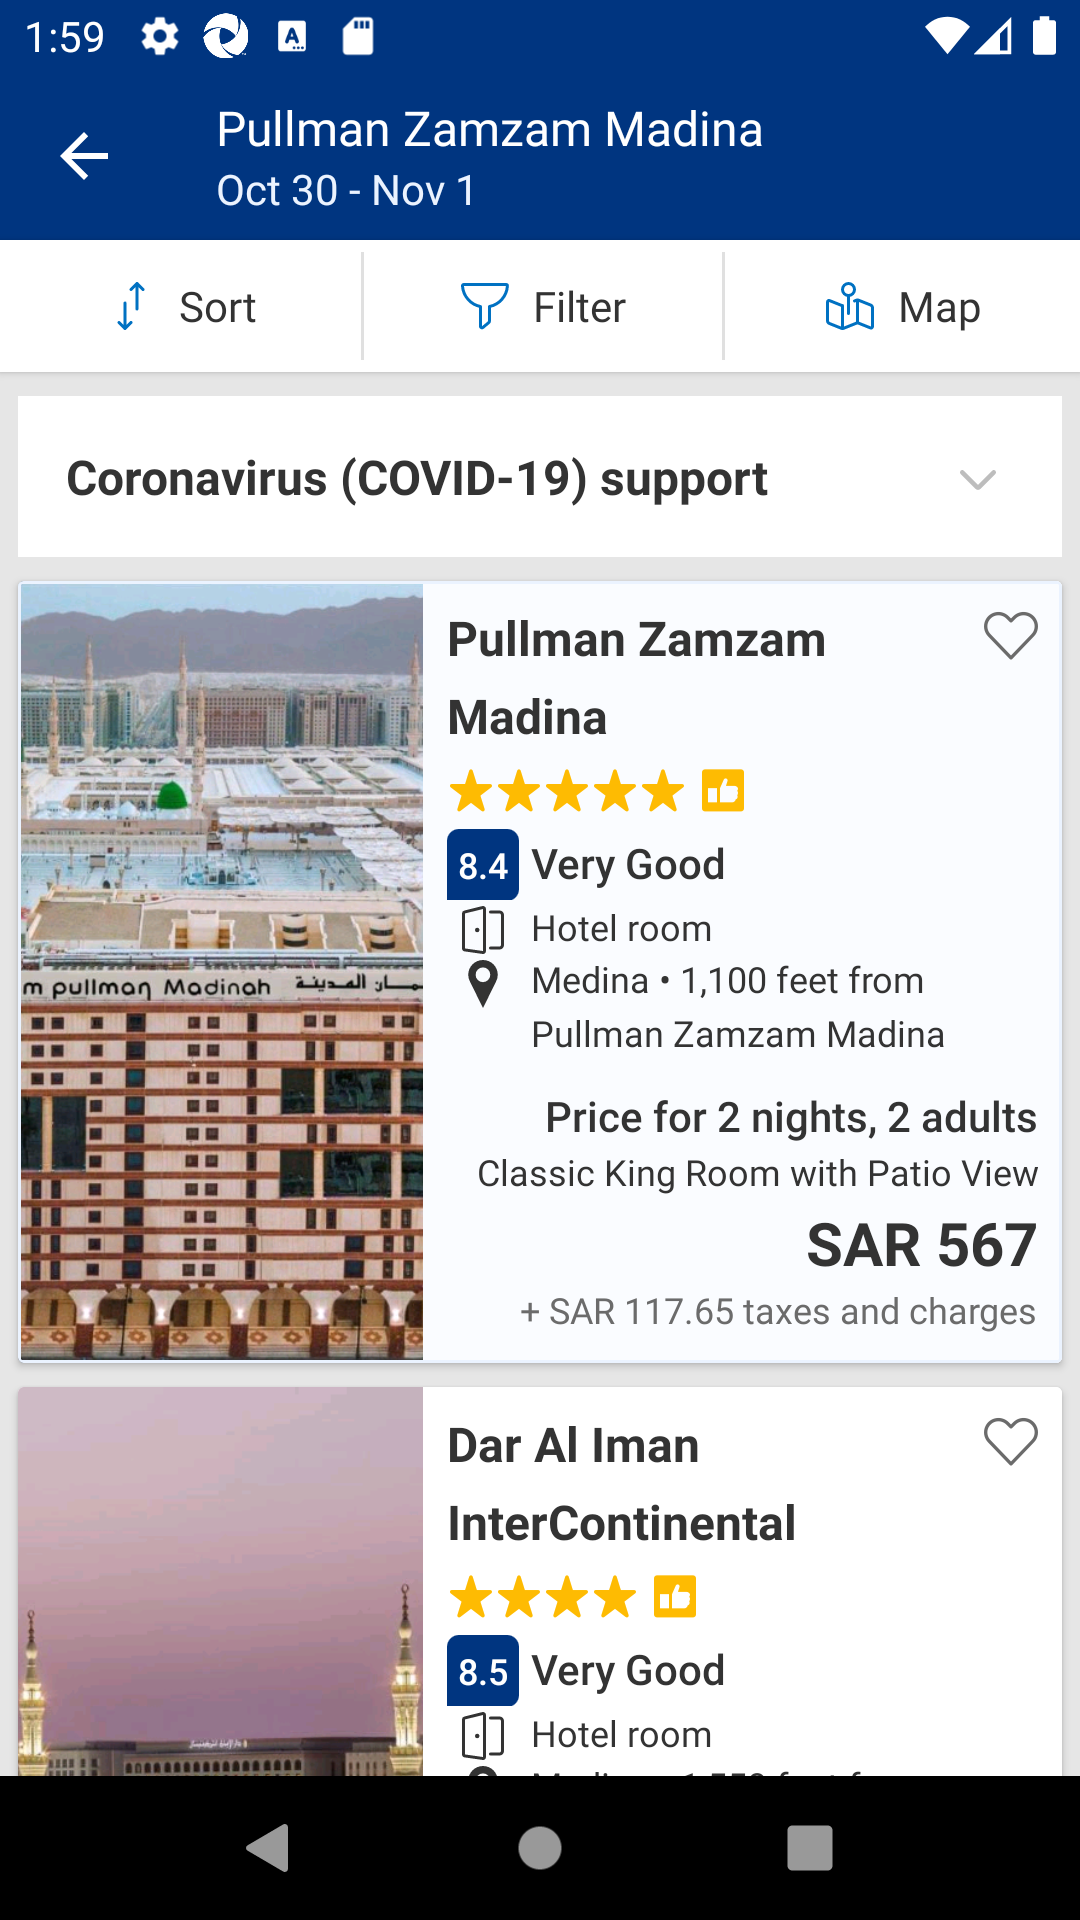 1:59
Pullman Zamzam Madina
Oct 30 - Nov 1
Sort
Filter
Map
Coronavirus (COVID-19) support
Pullman Zamzam
Madina
8.4 Very Good
Hotel room
Medina • 1,100 feet from
Pullman Zamzam Madina
Price for 2 nights, 2 adults
Classic King Room with Patio View
SAR 567
+ SAR 117.65 taxes and charges
m pullman Madinah
Dar Al Iman
InterContinental
8.5 Very Good
Hotel room